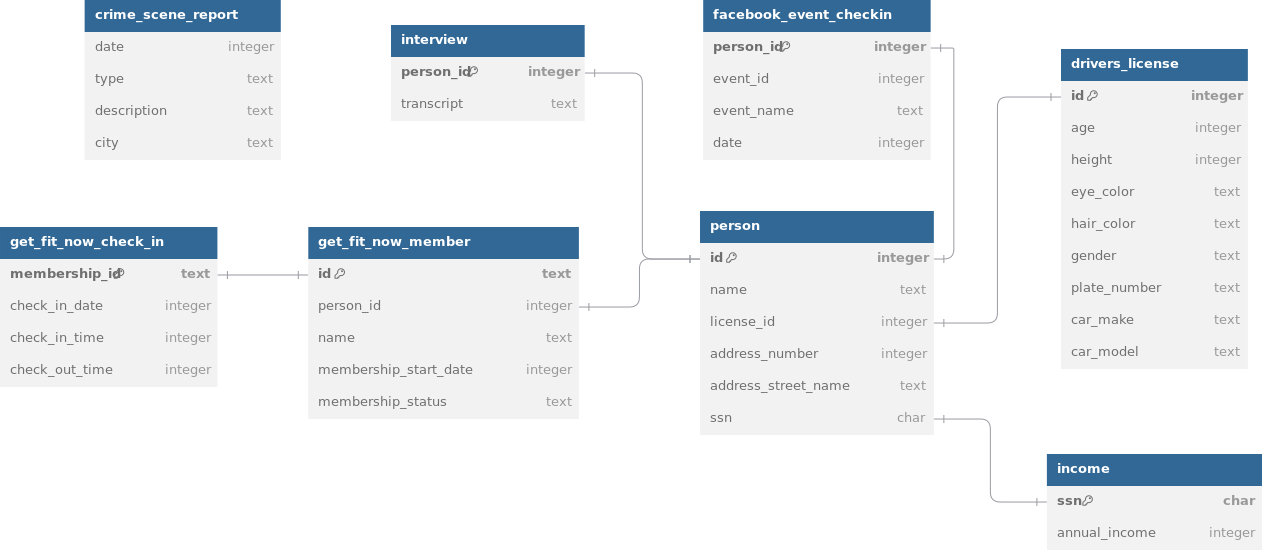 crime_scene_report
date integer
type text
description text
city text
interview
person_id integer
transcript text
facebook_event_checkin
person_id integer
event_id integer
event_name text
date integer
drivers_license
id integer
age integer
height integer
eye_color text
hair_color text
gender text
plate_number text
car_make text
car_model text
get_fit_now_check_in
membership_id text
check_in_date integer
check_in_time integer
check_out_time integer
get_fit_now_member
id text
person_id integer
name text
membership_start_date integer
membership_status text
person
id integer
name text
license_id integer
address_number integer
address_street_name text
ssn char
income
ssn char
annual_income integer